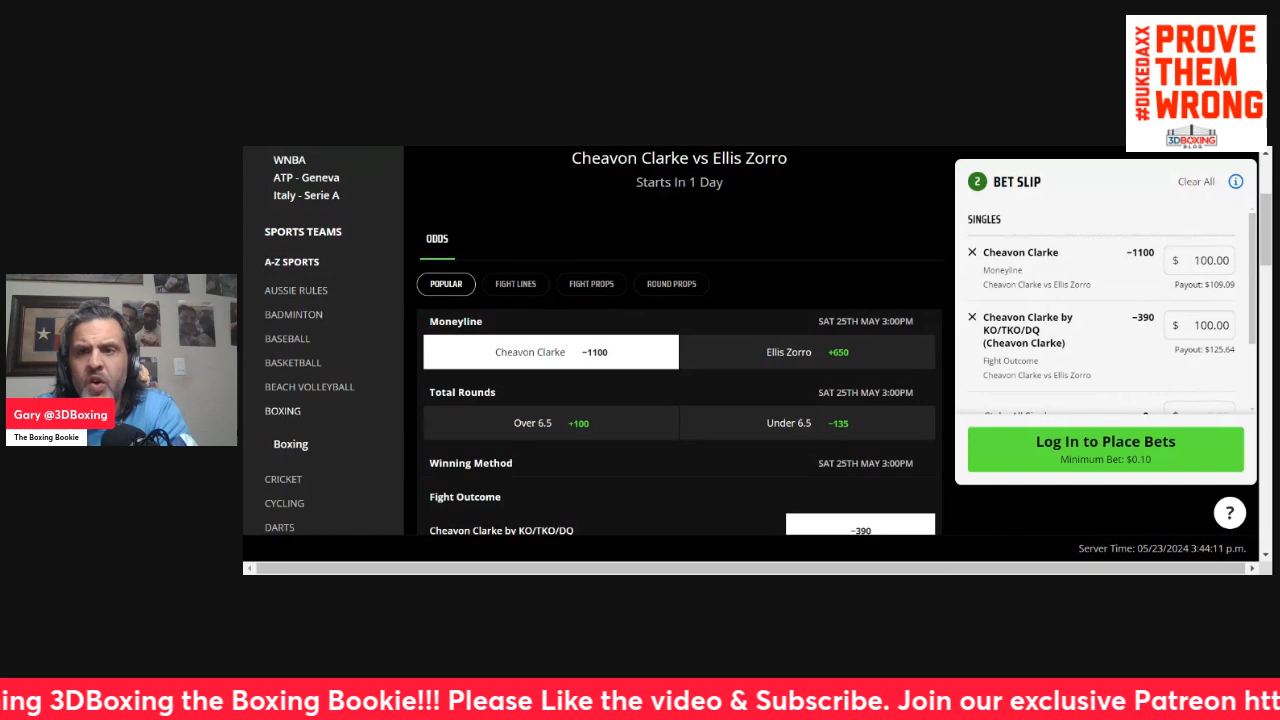 #DUKEDAXX
PROVE
THEM
WRONG
3DBOXING
BLOG
WNBA
ATP - Geneva
Italy - Serie A
SPORTS TEAMS
A-Z SPORTS
AUSSIE RULES
BADMINTON
BASEBALL
BASKETBALL
BEACH VOLLEYBALL
BOXING
Boxing
CRICKET
CYCLING
DARTS
Cheavon Clarke vs Ellis Zorro
Starts In 1 Day
ODDS
POPULAR FIGHT LINES FIGHT PROPS ROUND PROPS
Moneyline SAT 25TH MAY 3:00PM
Cheavon Clarke −1100 Ellis Zorro +650
Total Rounds SAT 25TH MAY 3:00PM
Over 6.5 +100 Under 6.5 −135
Winning Method SAT 25TH MAY 3:00PM
Fight Outcome
Cheavon Clarke by KO/TKO/DQ −390
2 BET SLIP Clear All i
SINGLES
Cheavon Clarke −1100 $ 100.00
Moneyline
Cheavon Clarke vs Ellis Zorro Payout: $109.09
Cheavon Clarke by −390 $ 100.00
KO/TKO/DQ
(Cheavon Clarke) Payout: $125.64
Fight Outcome
Cheavon Clarke vs Ellis Zorro
Log In to Place Bets
Minimum Bet: $0.10
?
Server Time: 05/23/2024 3:44:11 p.m.
Gary @3DBoxing
The Boxing Bookie
ing 3DBoxing the Boxing Bookie!!! Please Like the video & Subscribe. Join our exclusive Patreon htt